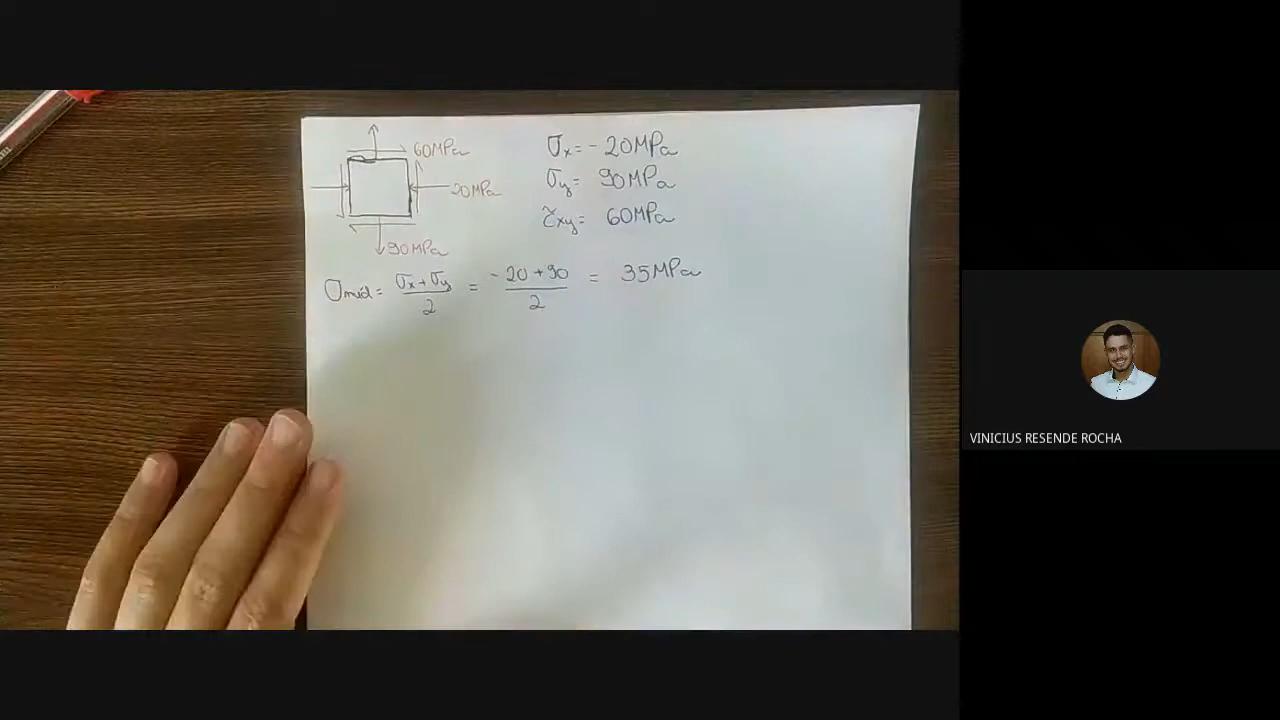 60MPa
20MPa
90MPa
σx = - 20MPa
σy = 90MPa
τxy = 60MPa
σméd = σx + σy / 2 = - 20 + 90 / 2 = 35MPa
VINICIUS RESENDE ROCHA